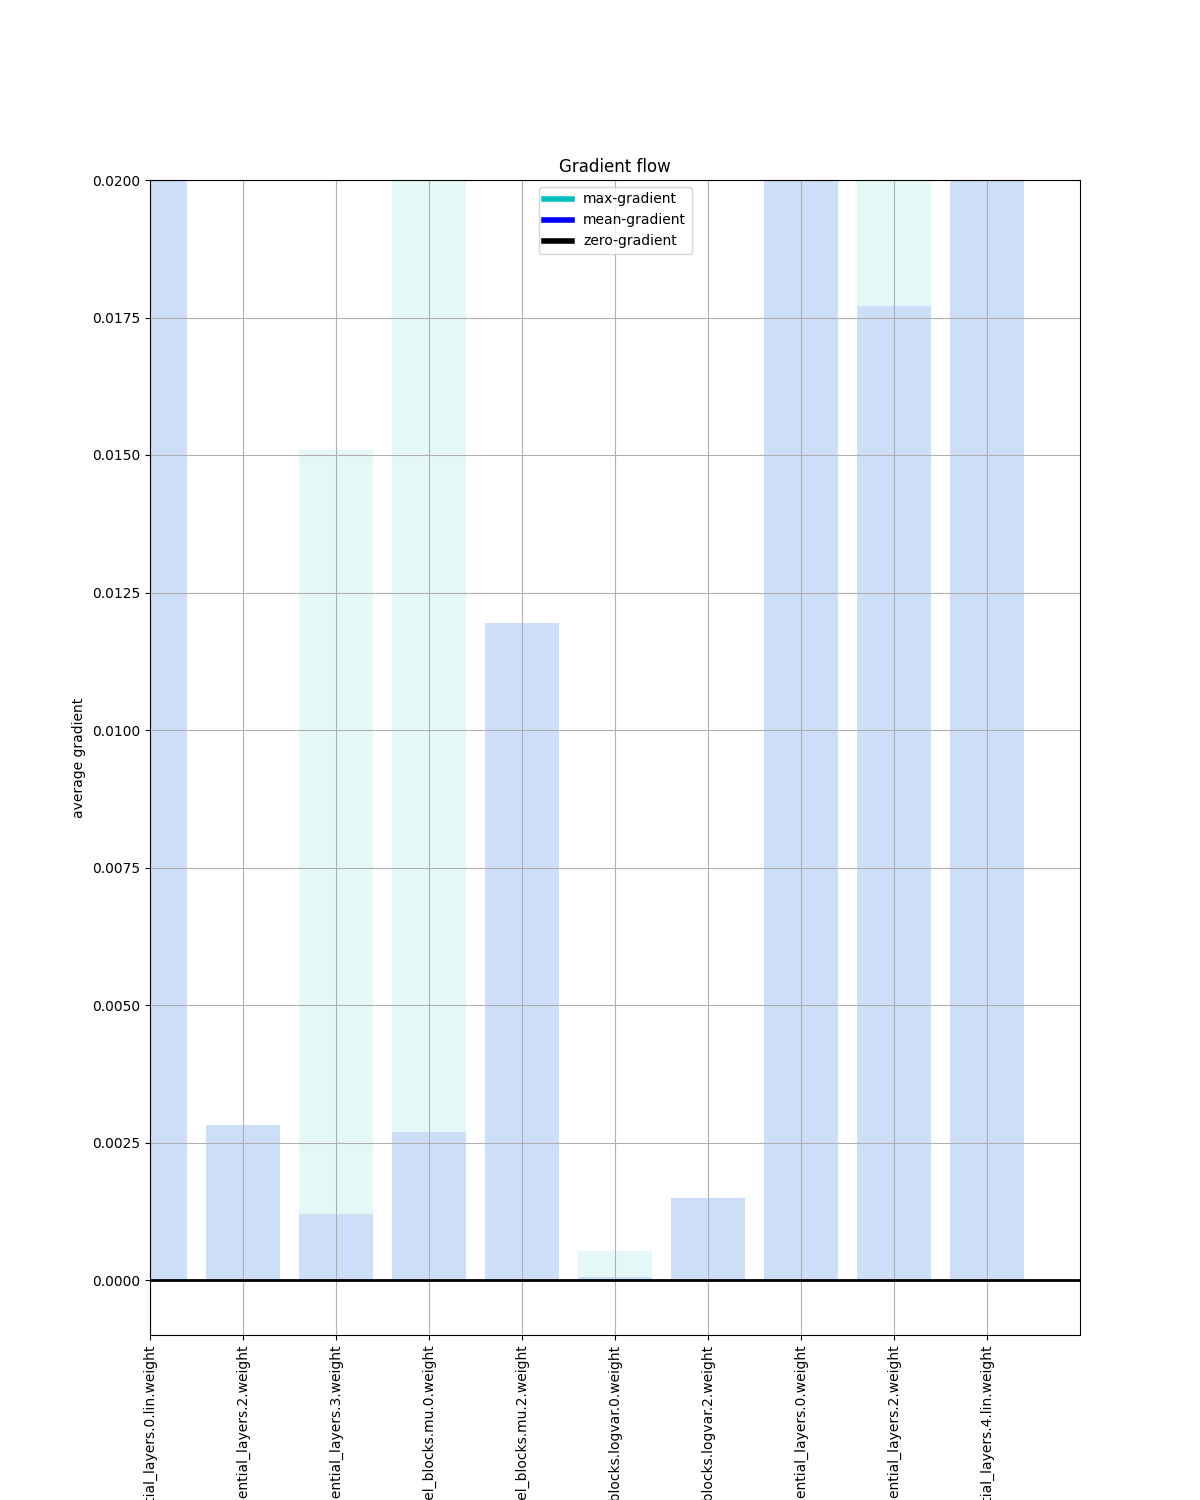 Gradient flow
max-gradient
mean-gradient
zero-gradient
0.0200
0.0175
0.0150
0.0125
0.0100
0.0075
0.0050
0.0025
0.0000
average gradient
tial_layers.0.lin.weight
ential_layers.2.weight
ential_layers.3.weight
el_blocks.mu.0.weight
el_blocks.mu.2.weight
blocks.logvar.0.weight
blocks.logvar.2.weight
ential_layers.0.weight
ential_layers.2.weight
tial_layers.4.lin.weight